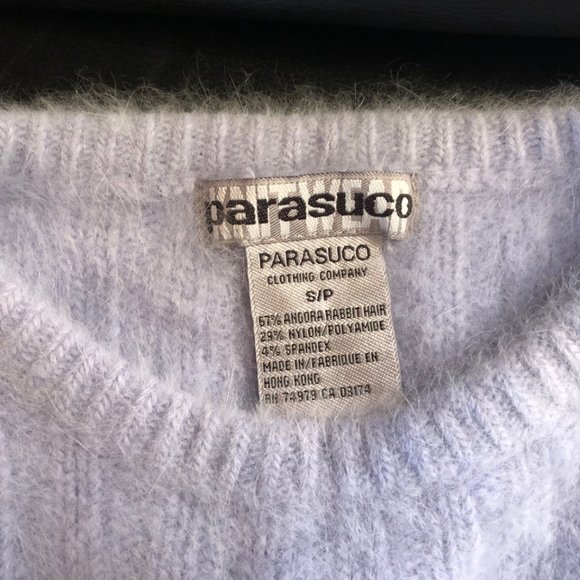 parasuco
PARASUCO
CLOTHING COMPANY
S/P
67% ANGORA RABBIT HAIR
29% NYLON/POLYAMIDE
4% SPANDEX
MADE IN/FABRIQUE EN
HONG KONG
RN 74979 CA 03174